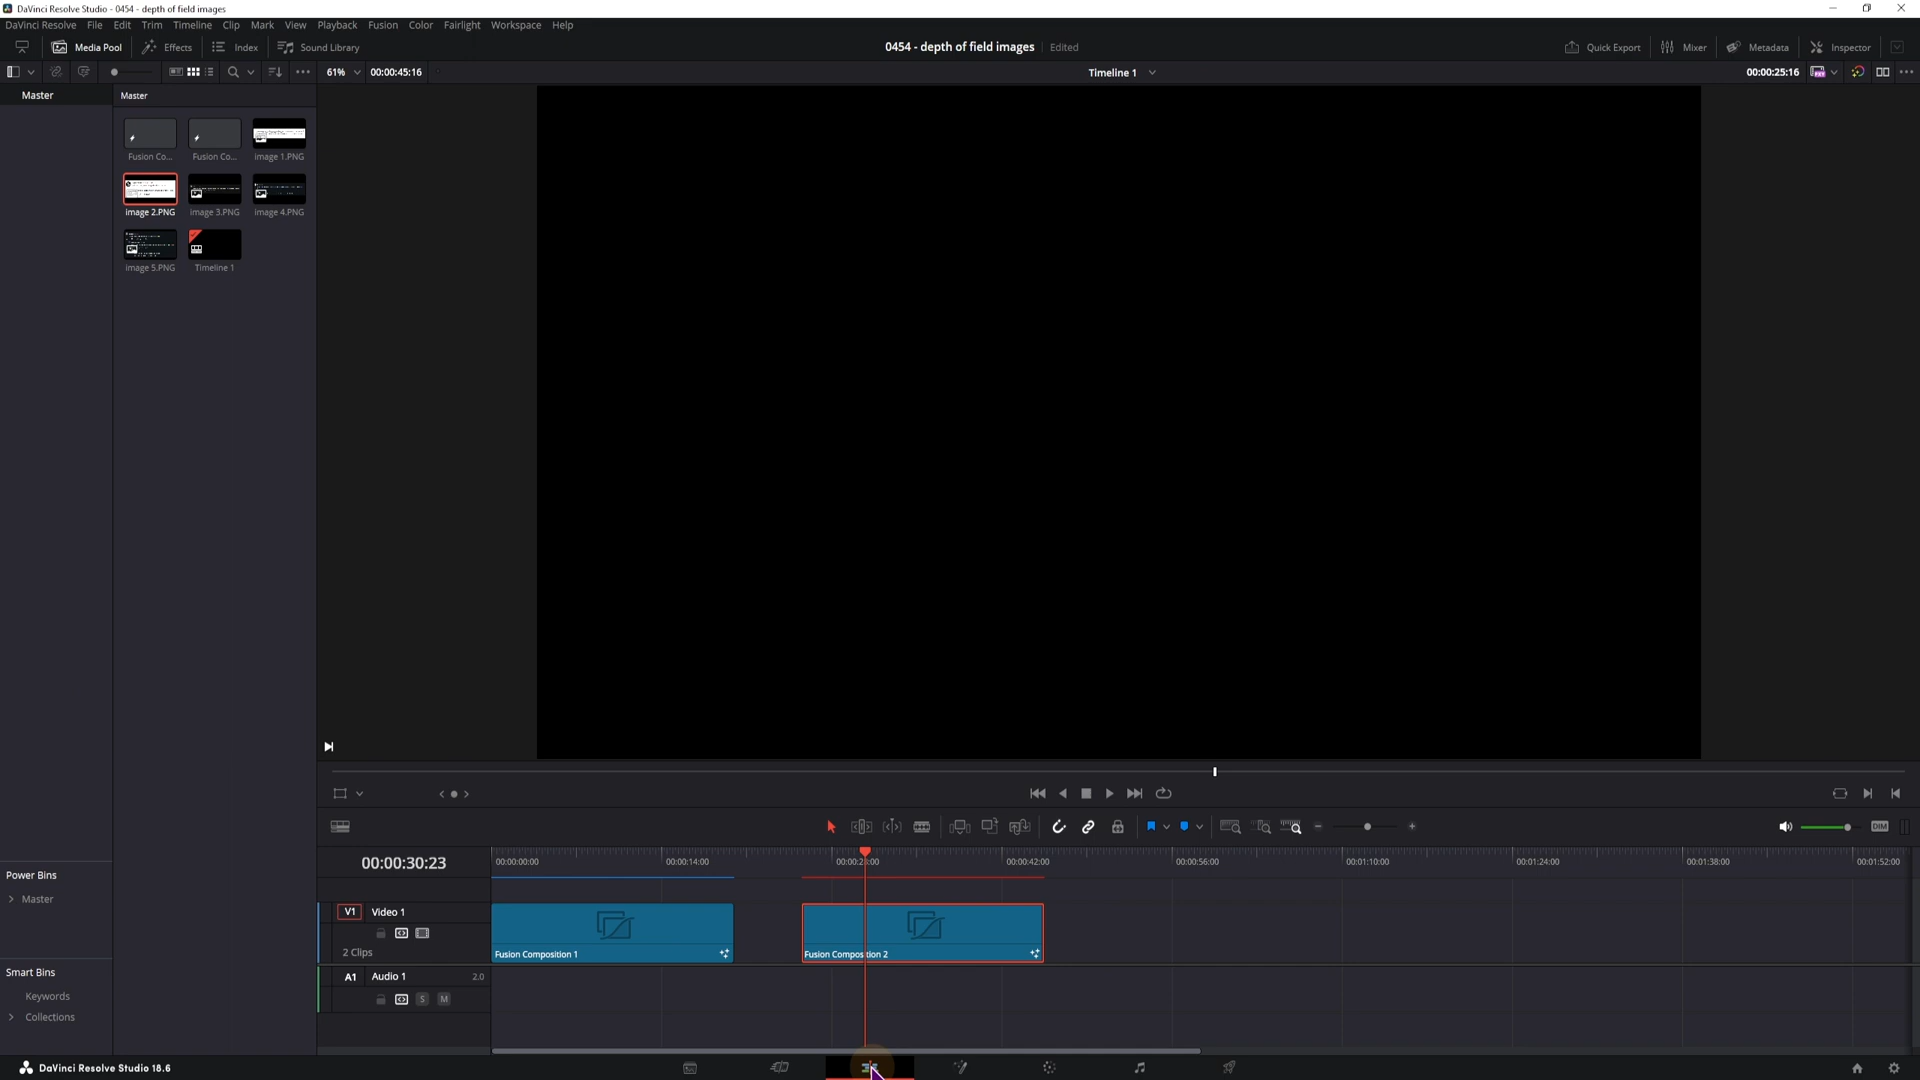 DaVinci Resolve Studio - 0454 - depth of field images
DaVinci Resolve File Edit Trim Timeline Clip Mark View Playback Fusion Color Fairlight Workspace Help
Media Pool Effects Index Sound Library 0454 - depth of field images Edited Quick Export Mixer Metadata Inspector
61% 00:00:45:16 Timeline 1 00:00:25:16
Master Master
Fusion Co... Fusion Co... image 1.PNG
image 2.PNG image 3.PNG image 4.PNG
image 5.PNG Timeline 1
DIM
00:00:30:23 00:00:00:00 00:00:14:00 00:01:10:00 00:00:42:00 00:00:56:00 00:01:24:00 00:01:38:00 00:01:52:00
Power Bins
Master
V1 Video 1
2 Clips Fusion Composition 1 Fusion Composition 2
Smart Bins
A1 Audio 1 2.0
Keywords S M
Collections
DaVinci Resolve Studio 18.6